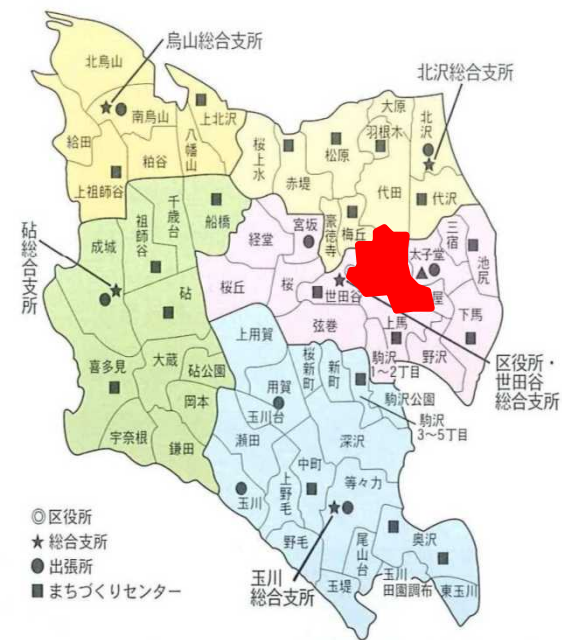 烏山総合支所
北沢総合支所
北烏山
南烏山
上北沢
給田
粕谷
八幡山
上祖師谷
桜上水
松原
大原
羽根木
北沢
赤堤
代田
代沢
豪徳寺
梅丘
千歳台
船橋
祖師谷
成城
砧総合支所
砧
喜多見
大蔵
砧公園
岡本
宇奈根
鎌田
経堂
宮坂
桜丘
桜
世田谷
弦巻
三宿
太子堂
池尻
屋
下馬
上馬
野沢
駒沢
1〜2丁目
区役所・
世田谷
総合支所
上用賀
桜新町
新町
駒沢公園
駒沢
3〜5丁目
用賀
玉川台
瀬田
深沢
中町
上野毛
等々力
玉川
野毛
尾山台
奥沢
玉堤
玉川
田園調布
東玉川
玉川
総合支所
◎区役所
★総合支所
●出張所
■まちづくりセンター